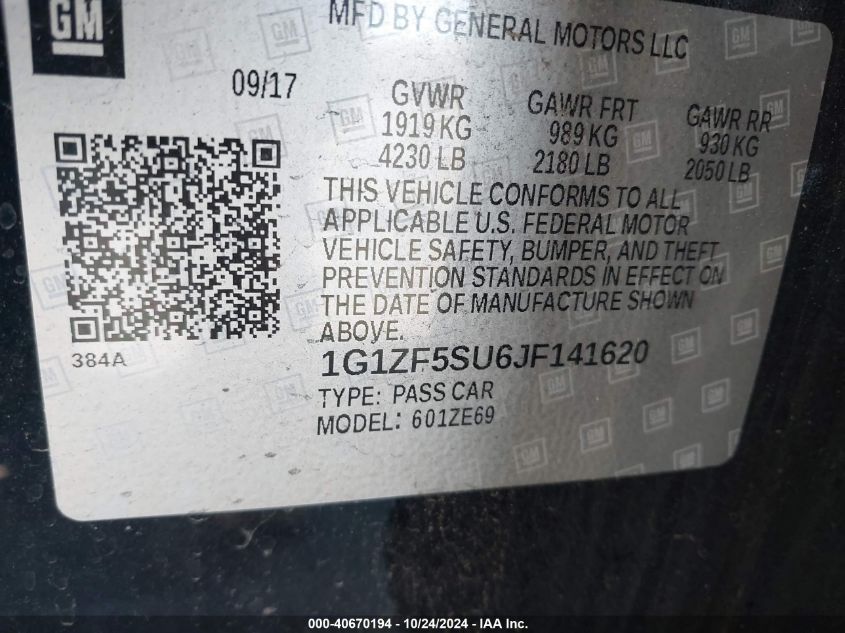 GM
MFD BY GENERAL MOTORS LLC
09/17
GVWR
1919 KG
4230 LB
GAWR FRT
989 KG
2180 LB
GAWR RR
930 KG
2050 LB
THIS VEHICLE CONFORMS TO ALL
APPLICABLE U.S. FEDERAL MOTOR
VEHICLE SAFETY, BUMPER, AND THEFT
PREVENTION STANDARDS IN EFFECT ON
THE DATE OF MANUFACTURE SHOWN
ABOVE.
384A
1G1ZF5SU6JF141620
TYPE: PASS CAR
MODEL: 601ZE69
000-40670194 - 10/24/2024 - IAA Inc.